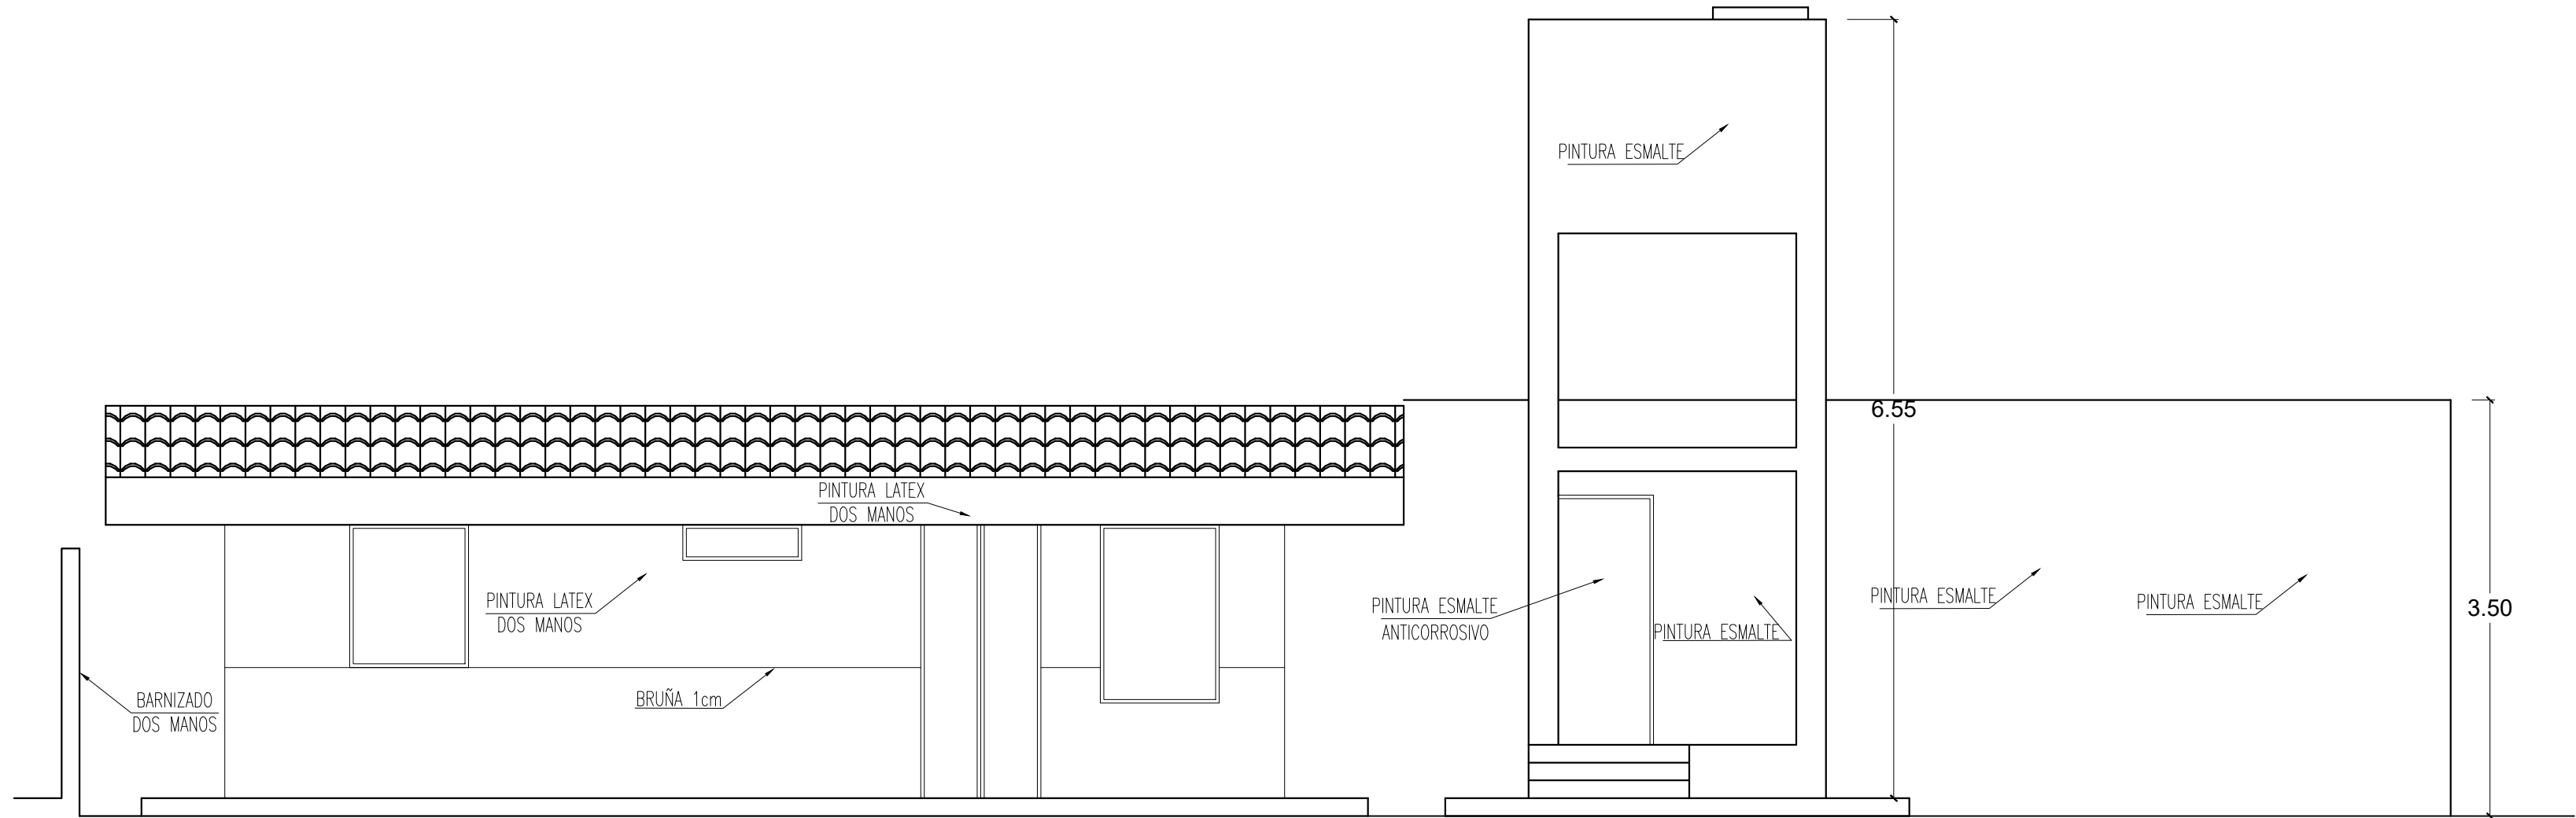 PINTURA ESMALTE
6.55
PINTURA LATEX
DOS MANOS
PINTURA LATEX
DOS MANOS
PINTURA ESMALTE
ANTICORROSIVO
PINTURA ESMALTE
PINTURA ESMALTE
PINTURA ESMALTE
3.50
BARNIZADO
DOS MANOS
BRUÑA 1cm